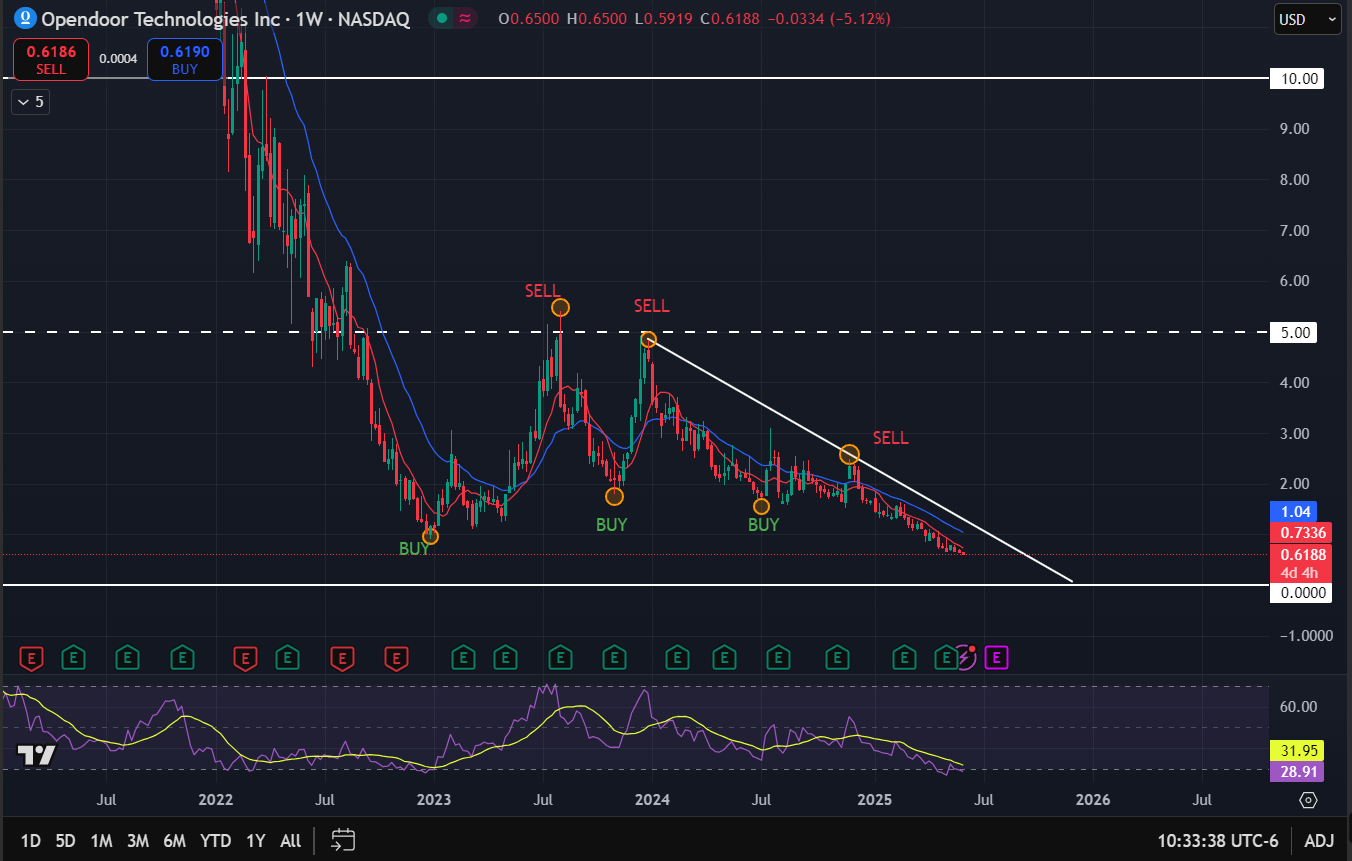 Opendoor Technologies Inc · 1W · NASDAQ
≈
O0.6500 H0.6500 L0.5919 C0.6188 −0.0334 (−5.12%)
USD
0.6186
SELL
0.0004
0.6190
BUY
5
10.00
9.00
8.00
7.00
6.00
5.00
4.00
3.00
2.00
1.04
0.7336
0.6188
4d 4h
0.0000
−1.0000
SELL
SELL
SELL
BUY
BUY
BUY
E E E E E E E E E E E E E E E E E E E
60.00
31.95
28.91
Jul 2022 Jul 2023 Jul 2024 Jul 2025 Jul 2026 Jul
1D 5D 1M 3M 6M YTD 1Y All
10:33:38 UTC-6 ADJ